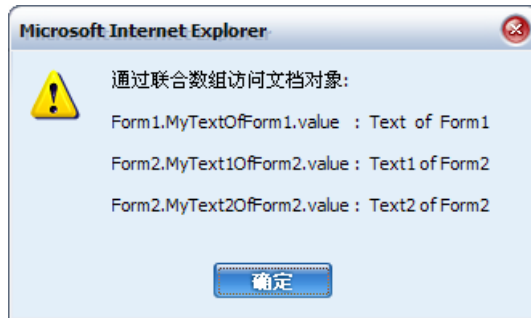 Microsoft Internet Explorer
通过联合数组访问文档对象:
Form1.MyTextOfForm1.value : Text of Form1
Form2.MyText1OfForm2.value : Text1 of Form2
Form2.MyText2OfForm2.value : Text2 of Form2
确定